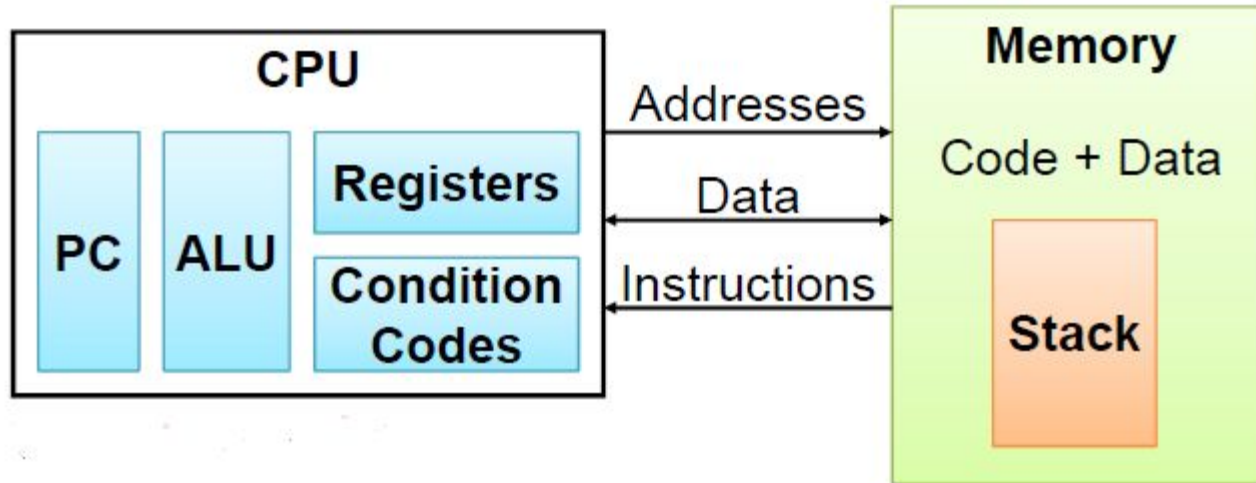 CPU
PC
ALU
Registers
Condition
Codes
Addresses
Data
Instructions
Memory
Code + Data
Stack